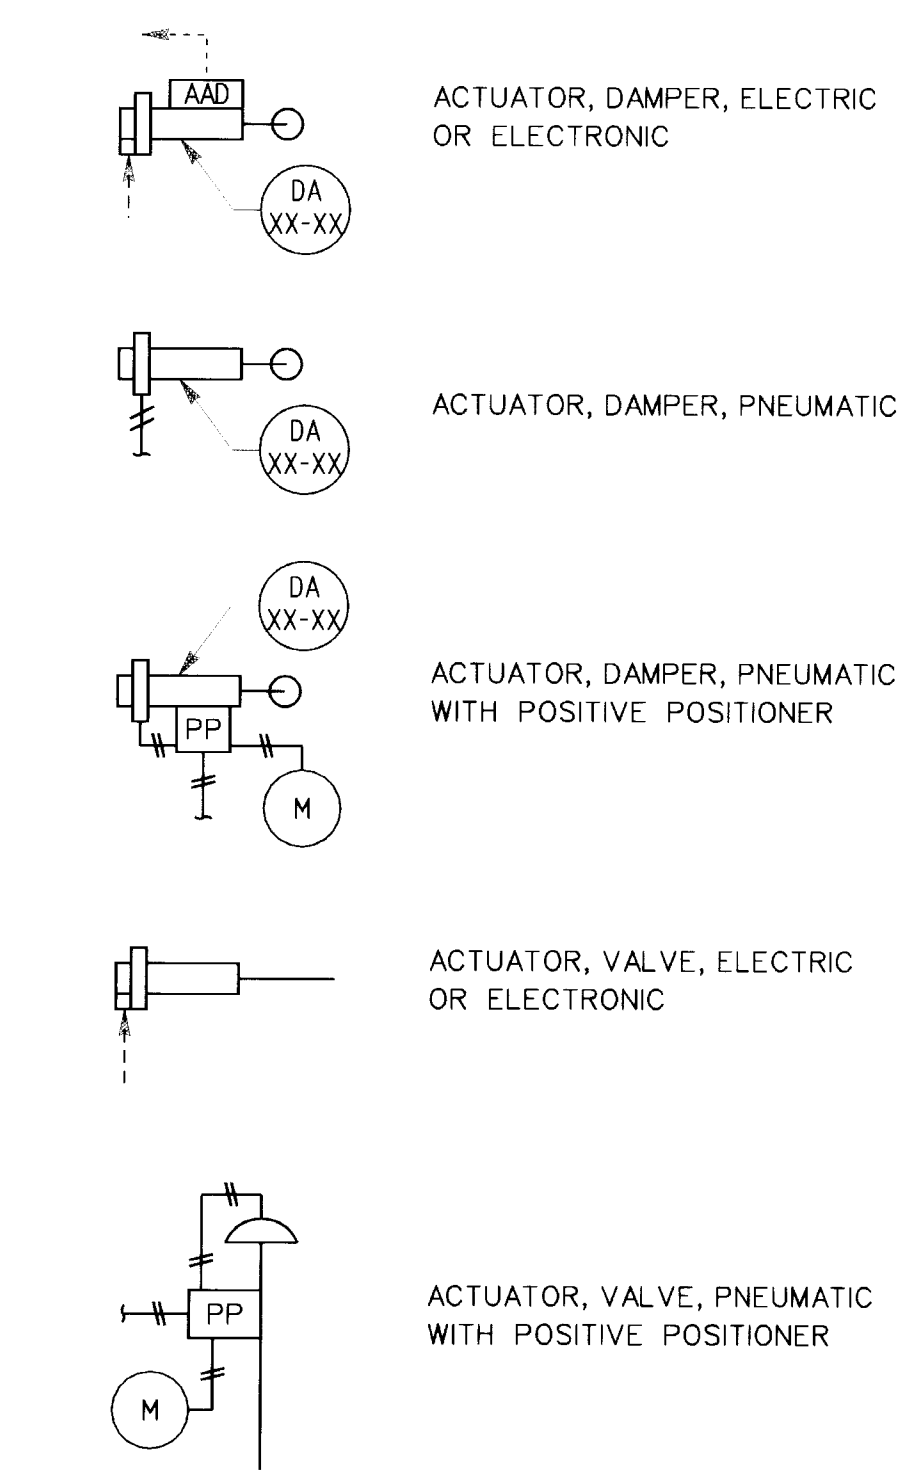 AAD
ACTUATOR, DAMPER, ELECTRIC
OR ELECTRONIC
DA
XX-XX
ACTUATOR, DAMPER, PNEUMATIC
DA
XX-XX
DA
XX-XX
ACTUATOR, DAMPER, PNEUMATIC
WITH POSITIVE POSITIONER
PP
M
ACTUATOR, VALVE, ELECTRIC
OR ELECTRONIC
ACTUATOR, VALVE, PNEUMATIC
WITH POSITIVE POSITIONER
PP
M